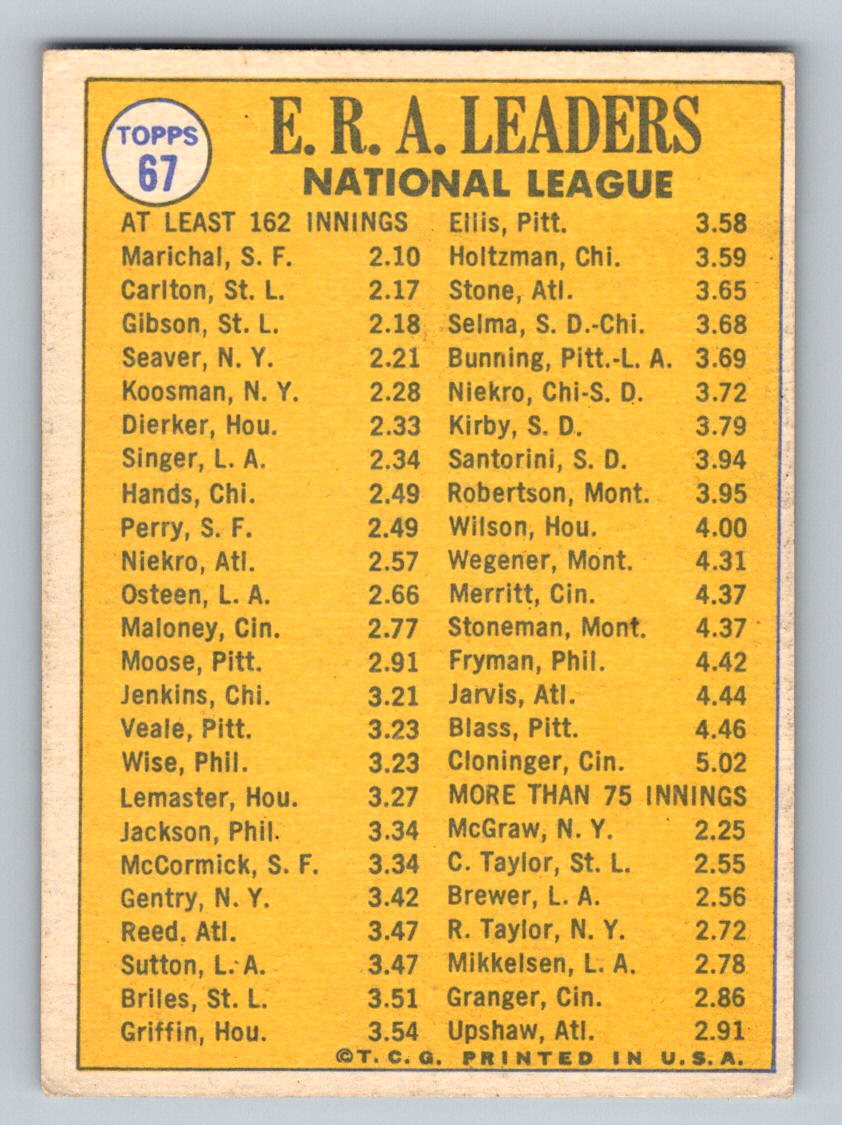 TOPPS
67
E. R. A. LEADERS
NATIONAL LEAGUE
AT LEAST 162 INNINGS
Marichal, S. F. 2.10
Carlton, St. L. 2.17
Gibson, St. L. 2.18
Seaver, N. Y. 2.21
Koosman, N. Y. 2.28
Dierker, Hou. 2.33
Singer, L. A. 2.34
Hands, Chi. 2.49
Perry, S. F. 2.49
Niekro, Atl. 2.57
Osteen, L. A. 2.66
Maloney, Cin. 2.77
Moose, Pitt. 2.91
Jenkins, Chi. 3.21
Veale, Pitt. 3.23
Wise, Phil. 3.23
Lemaster, Hou. 3.27
Jackson, Phil. 3.34
McCormick, S. F. 3.34
Gentry, N. Y. 3.42
Reed, Atl. 3.47
Sutton, L. A. 3.47
Briles, St. L. 3.51
Griffin, Hou. 3.54
Ellis, Pitt. 3.58
Holtzman, Chi. 3.59
Stone, Atl. 3.65
Selma, S. D.-Chi. 3.68
Bunning, Pitt.-L. A. 3.69
Niekro, Chi-S. D. 3.72
Kirby, S. D. 3.79
Santorini, S. D. 3.94
Robertson, Mont. 3.95
Wilson, Hou. 4.00
Wegener, Mont. 4.31
Merritt, Cin. 4.37
Stoneman, Mont. 4.37
Fryman, Phil. 4.42
Jarvis, Atl. 4.44
Blass, Pitt. 4.46
Cloninger, Cin. 5.02
MORE THAN 75 INNINGS
McGraw, N. Y. 2.25
C. Taylor, St. L. 2.55
Brewer, L. A. 2.56
R. Taylor, N. Y. 2.72
Mikkelsen, L. A. 2.78
Granger, Cin. 2.86
Upshaw, Atl. 2.91
©T. C. G. PRINTED IN U.S.A.